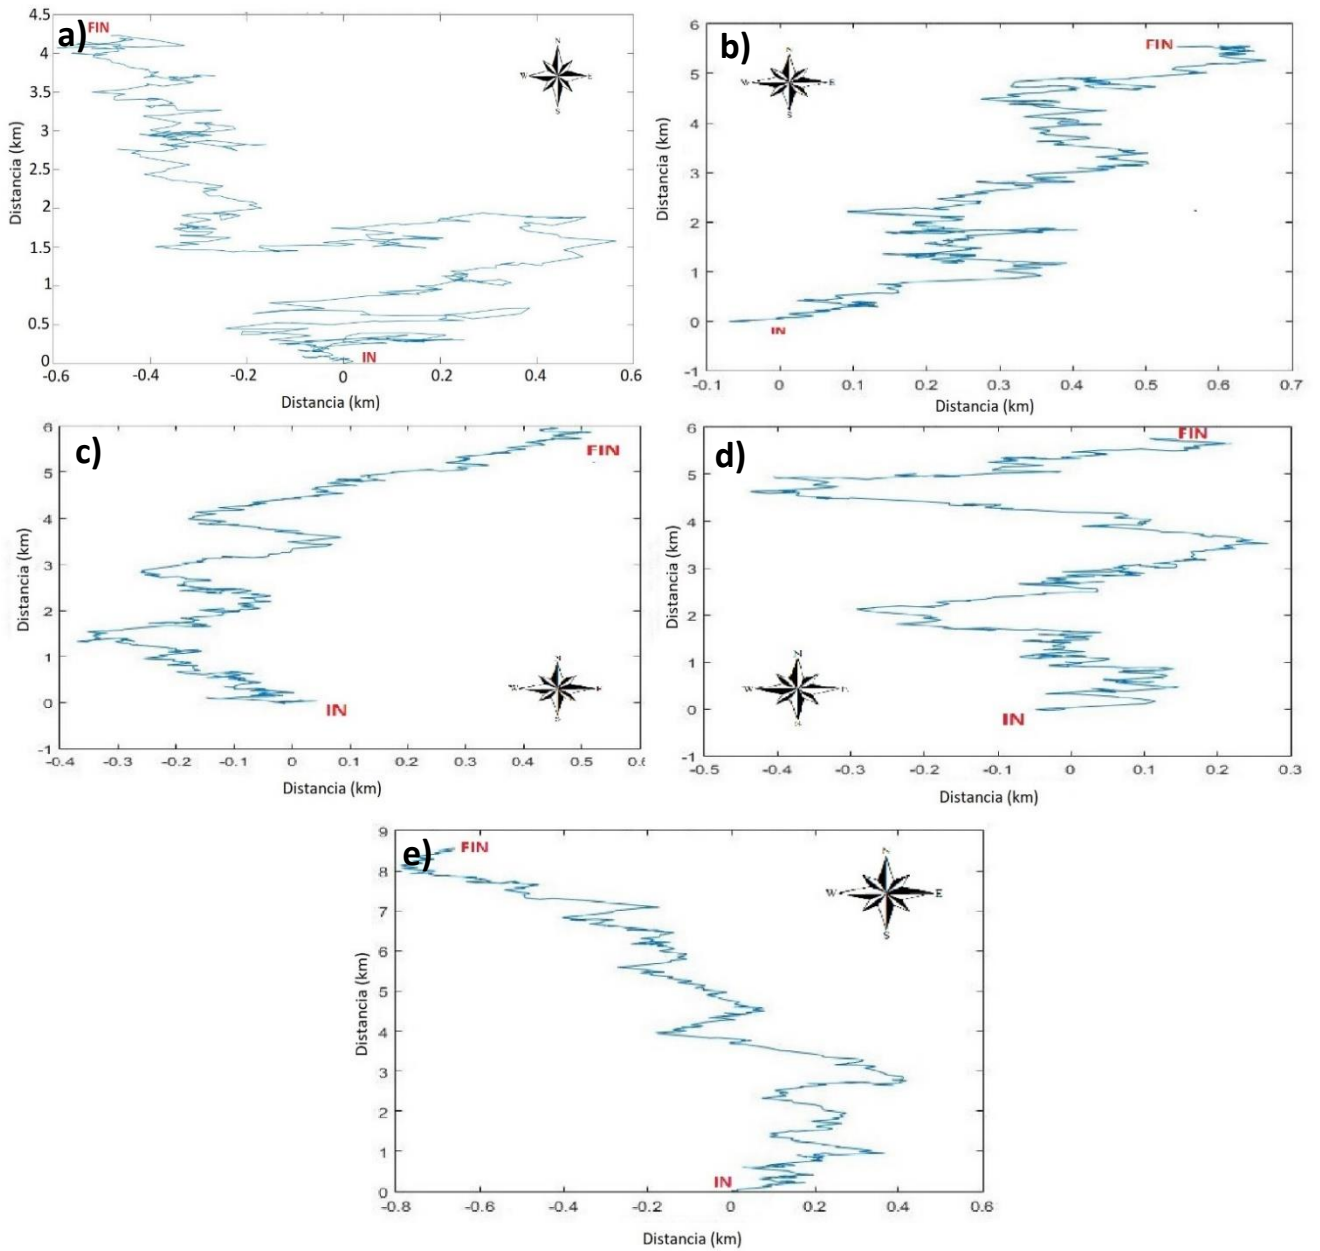 a)
FIN
4.5
4
3.5
3
2.5
2
1.5
1
0.5
0
Distancia (km)
N
W E
S
IN
-0.6 -0.4 -0.2 0 0.2 0.4 0.6
Distancia (km)
b)
FIN
6
5
4
3
2
1
0
-1
Distancia (km)
N
W E
S
IN
-0.1 0 0.1 0.2 0.3 0.4 0.5 0.6 0.7
Distancia (km)
c)
FIN
6
5
4
3
2
1
0
-1
Distancia (km)
N
W E
S
IN
-0.4 -0.3 -0.2 -0.1 0 0.1 0.2 0.3 0.4 0.5
Distancia (km)
d)
FIN
6
5
4
3
2
1
0
-1
Distancia (km)
N
W E
S
IN
-0.5 -0.4 -0.3 -0.2 -0.1 0 0.1 0.2 0.3
Distancia (km)
e)
FIN
9
8
7
6
5
4
3
2
1
0
Distancia (km)
N
W E
S
IN
-0.8 -0.6 -0.4 -0.2 0 0.2 0.4 0.6
Distancia (km)